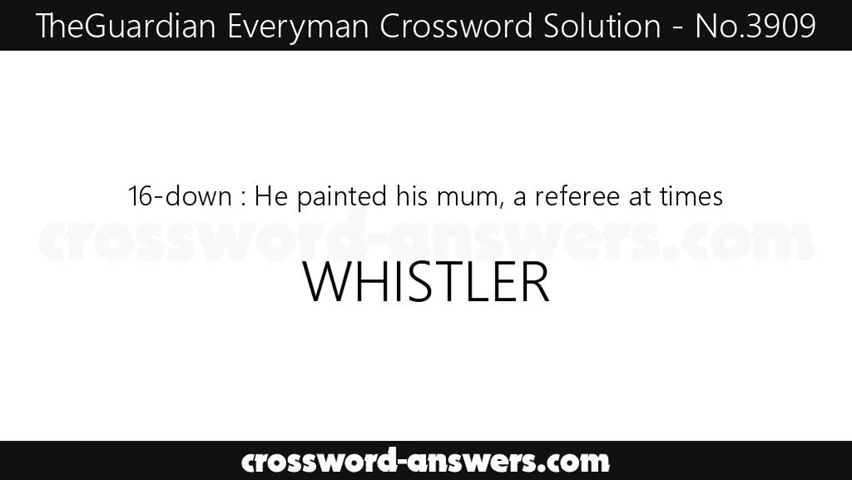 TheGuardian Everyman Crossword Solution - No.3909
16-down : He painted his mum, a referee at times
crossword-answers.com
WHISTLER
crossword-answers.com